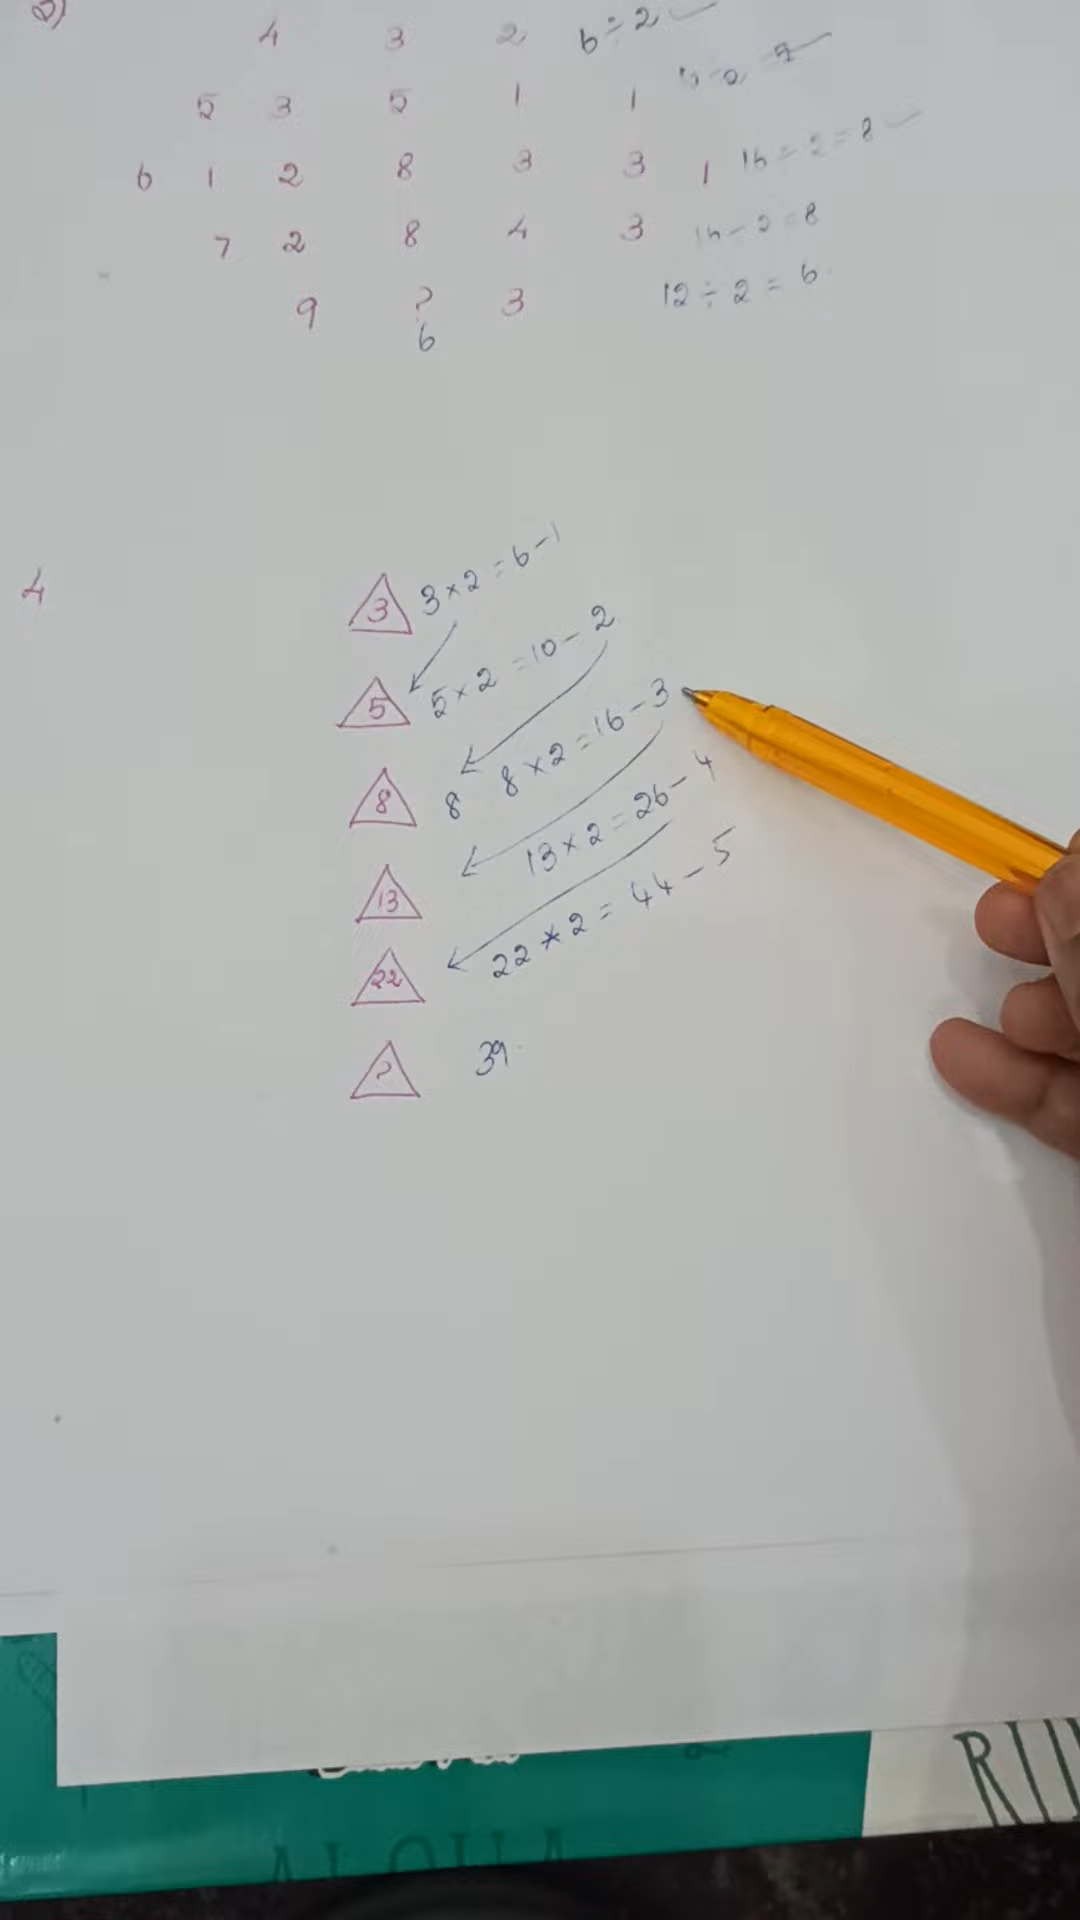 2)
4 3 2 6 ÷ 2
5 3 5 1 1
6 1 2 8 3 3 1 16 ÷ 2 = 8
7 2 8 4 3 16 - 2 = 8
9 ? 3 12 ÷ 2 = 6
6
4
3 3 × 2 = 6 - 1
5 5 × 2 = 10 - 2
8 8 8 × 2 = 16 - 3
13 13 × 2 = 26 - 4
22 22 * 2 = 44 - 5
? 39